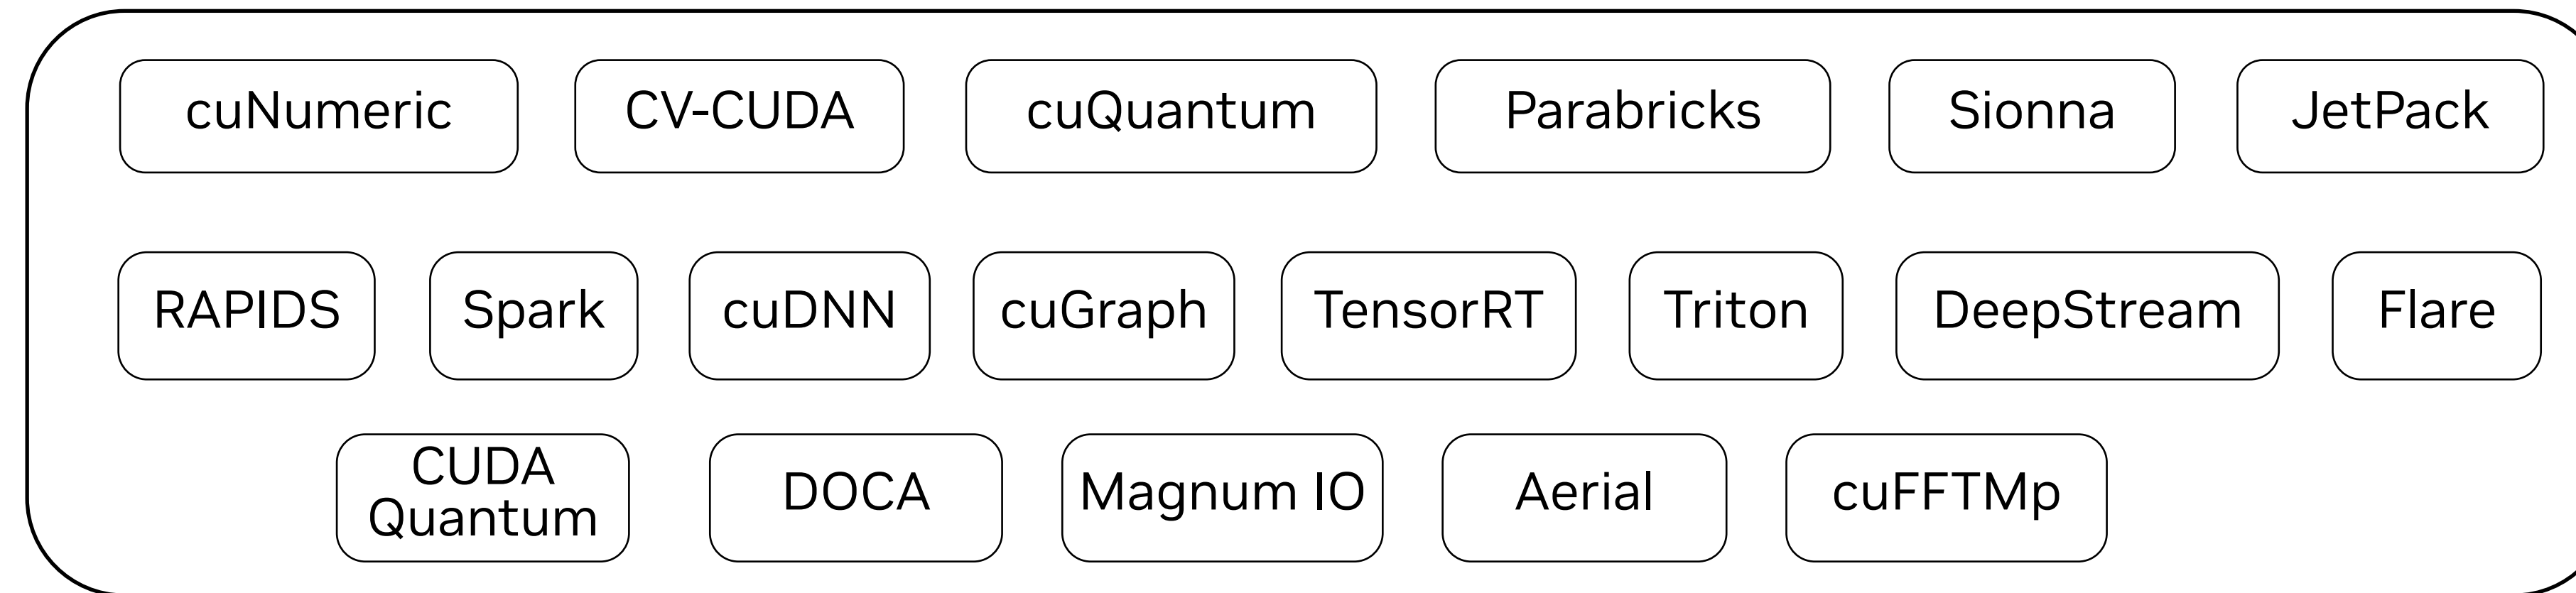 cuNumeric
CV-CUDA
cuQuantum
Parabricks
Sionna
JetPack
RAPIDS
Spark
cuDNN
cuGraph
TensorRT
Triton
DeepStream
Flare
CUDA
Quantum
DOCA
Magnum IO
Aerial
cuFFTMp